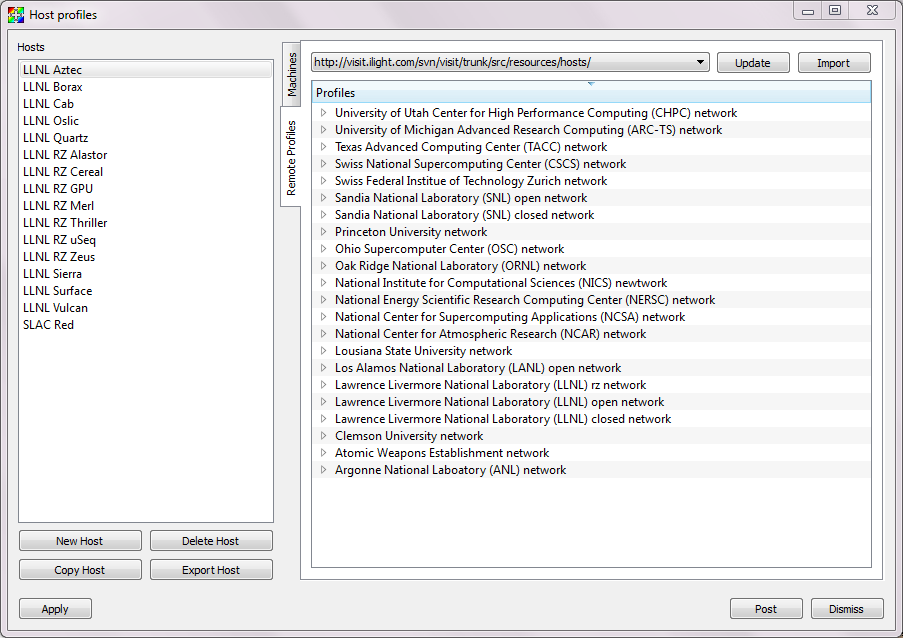 Host profiles
Hosts
LLNL Aztec
LLNL Borax
LLNL Cab
LLNL Oslic
LLNL Quartz
LLNL RZ Alastor
LLNL RZ Cereal
LLNL RZ GPU
LLNL RZ Merl
LLNL RZ Thriller
LLNL RZ uSeq
LLNL RZ Zeus
LLNL Sierra
LLNL Surface
LLNL Vulcan
SLAC Red
New Host
Delete Host
Copy Host
Export Host
Machines
Remote Profiles
http://visit.ilight.com/svn/visit/trunk/src/resources/hosts/
Update
Import
Profiles
University of Utah Center for High Performance Computing (CHPC) network
University of Michigan Advanced Research Computing (ARC-TS) network
Texas Advanced Computing Center (TACC) network
Swiss National Supercomputing Center (CSCS) network
Swiss Federal Institue of Technology Zurich network
Sandia National Laboratory (SNL) open network
Sandia National Laboratory (SNL) closed network
Princeton University network
Ohio Supercomputer Center (OSC) network
Oak Ridge National Laboratory (ORNL) network
National Institute for Computational Sciences (NICS) newtwork
National Energy Scientific Research Computing Center (NERSC) network
National Center for Supercomputing Applications (NCSA) network
National Center for Atmospheric Research (NCAR) network
Lousiana State University network
Los Alamos National Laboratory (LANL) open network
Lawrence Livermore National Laboratory (LLNL) rz network
Lawrence Livermore National Laboratory (LLNL) open network
Lawrence Livermore National Laboratory (LLNL) closed network
Clemson University network
Atomic Weapons Establishment network
Argonne National Laboatory (ANL) network
Apply
Post
Dismiss